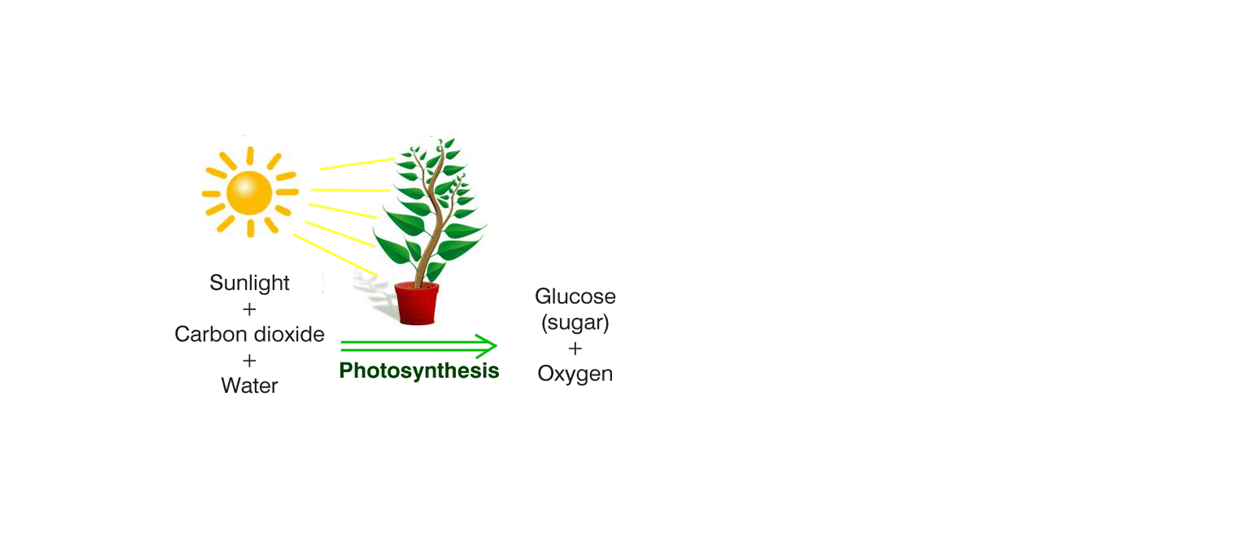 Sunlight
+
Carbon dioxide
+
Water
Photosynthesis
Glucose
(sugar)
+
Oxygen